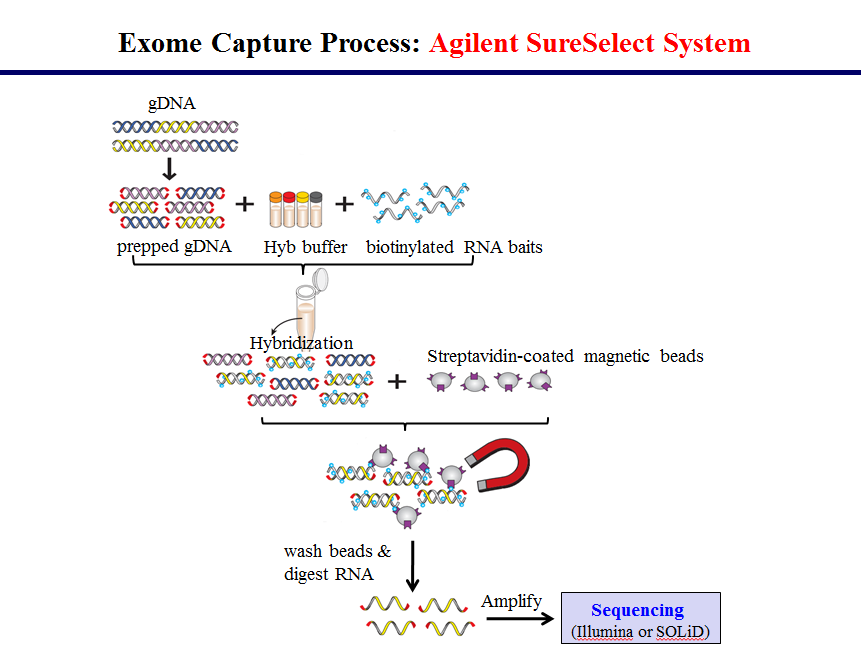 Exome Capture Process: Agilent SureSelect System
gDNA
prepped gDNA
Hyb buffer
biotinylated RNA baits
Hybridization
Streptavidin-coated magnetic beads
wash beads &
digest RNA
Amplify
Sequencing
(Illumina or SOLiD)